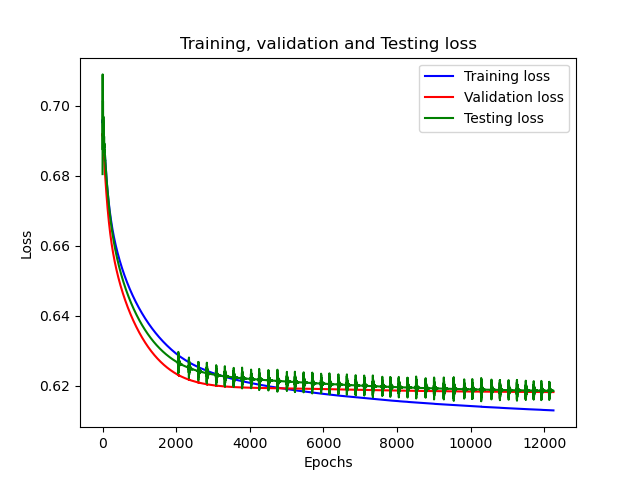 Training, validation and Testing loss
Training loss
Validation loss
Testing loss
Loss
0.70
0.68
0.66
0.64
0.62
0
2000
4000
6000
8000
10000
12000
Epochs